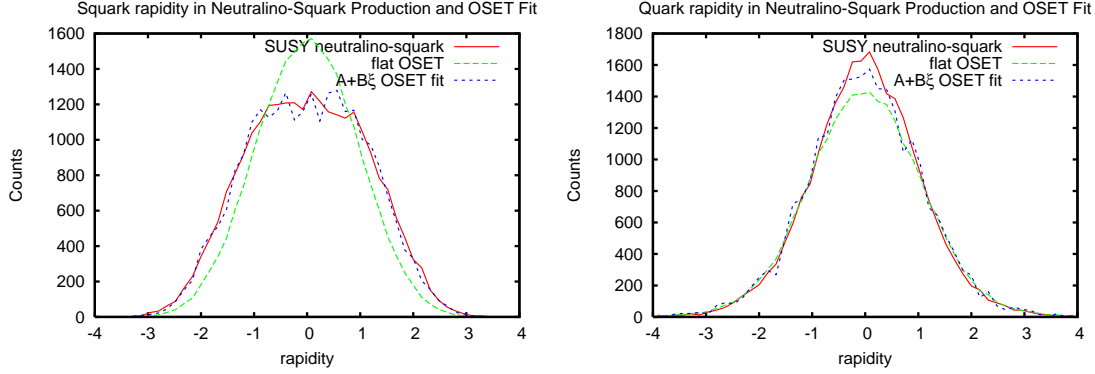 Squark rapidity in Neutralino-Squark Production and OSET Fit
1600
1400
1200
1000
800
600
400
200
0
Counts
SUSY neutralino-squark
flat OSET
A+Bξ OSET fit
-4 -3 -2 -1 0 1 2 3 4
rapidity
Quark rapidity in Neutralino-Squark Production and OSET Fit
1800
1600
1400
1200
1000
800
600
400
200
0
Counts
SUSY neutralino-squark
flat OSET
A+Bξ OSET fit
-4 -3 -2 -1 0 1 2 3 4
rapidity